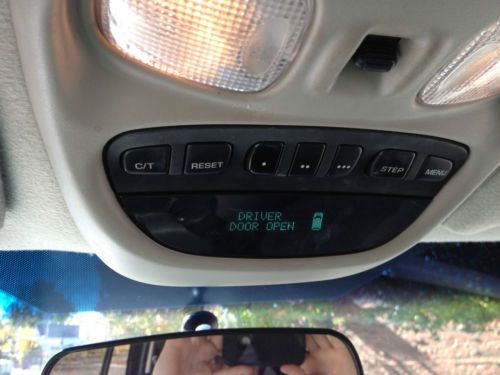 C/T RESET • •• ••• STEP MENU
DRIVER
DOOR OPEN